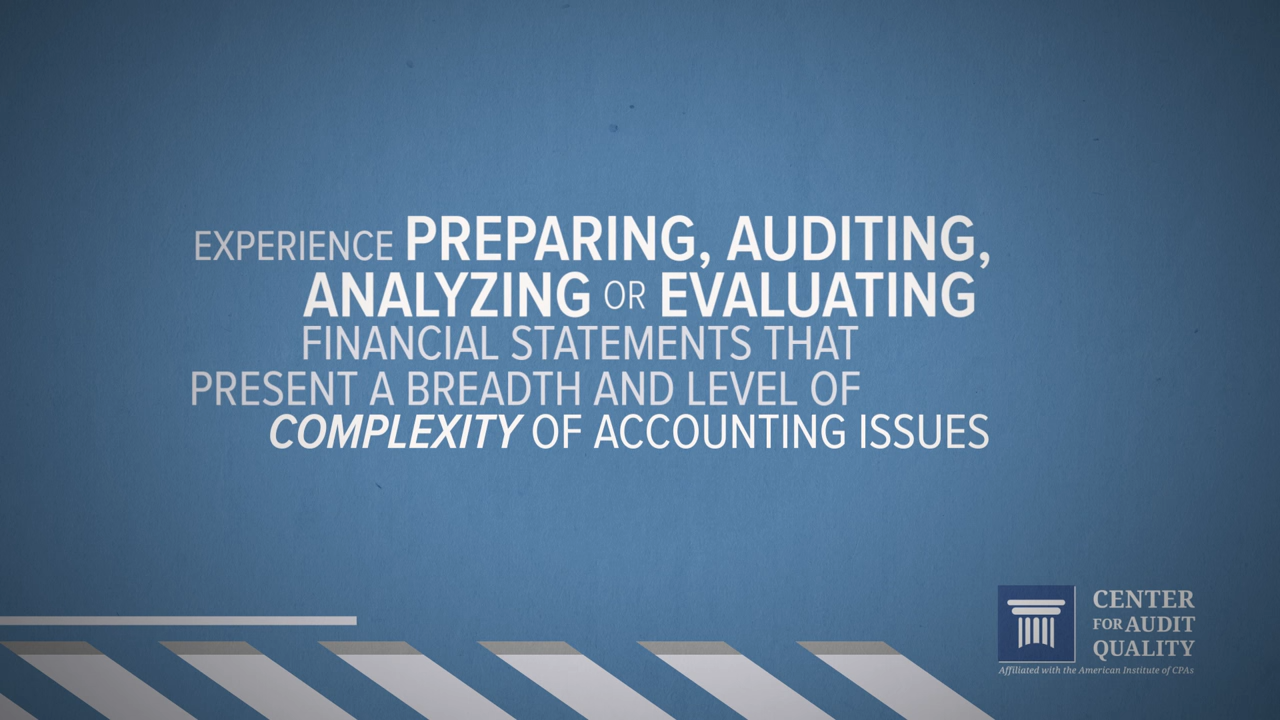 EXPERIENCE PREPARING, AUDITING,
ANALYZING OR EVALUATING
FINANCIAL STATEMENTS THAT
PRESENT A BREADTH AND LEVEL OF
COMPLEXITY OF ACCOUNTING ISSUES
CENTER
FOR AUDIT
QUALITY
Affiliated with the American Institute of CPAs